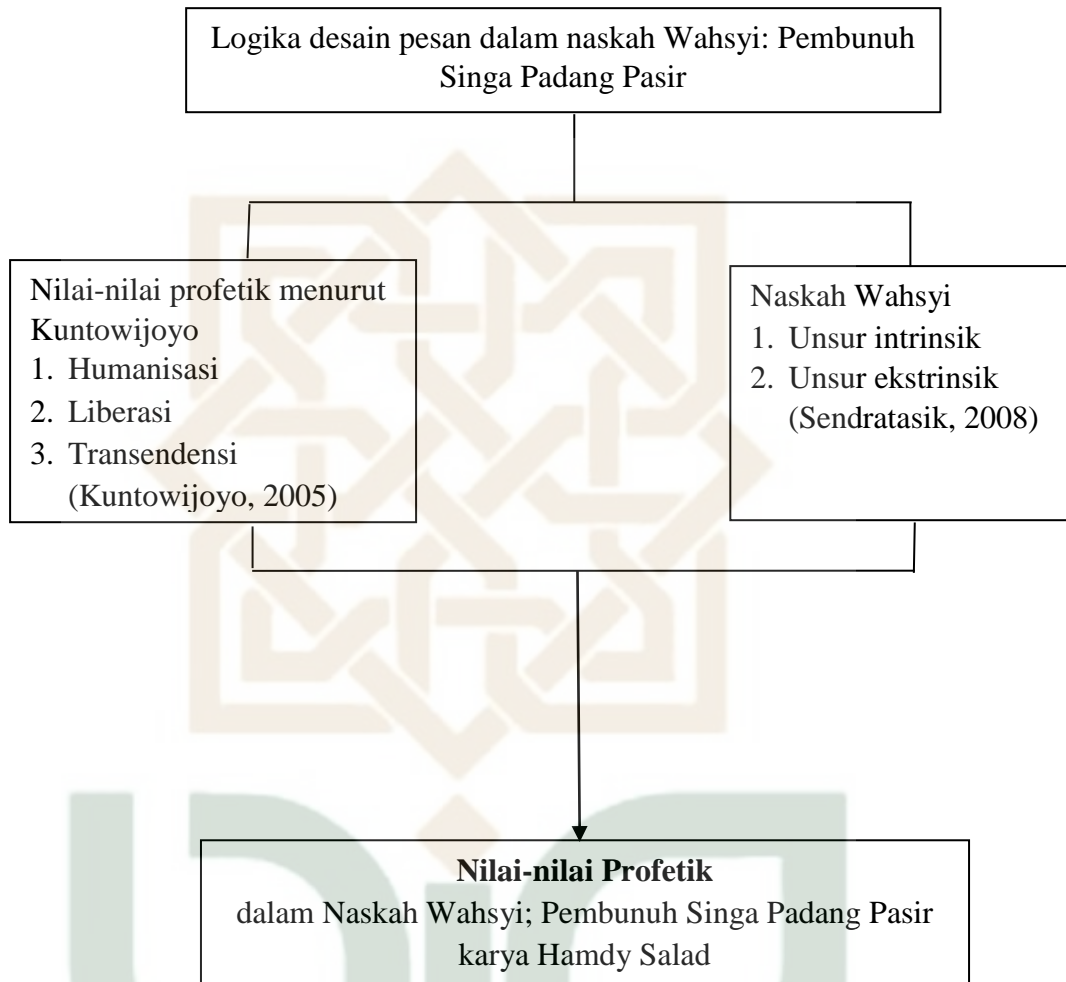 Logika desain pesan dalam naskah Wahsyi: Pembunuh
Singa Padang Pasir
Nilai-nilai profetik menurut
Kuntowijoyo
1. Humanisasi
2. Liberasi
3. Transendensi
(Kuntowijoyo, 2005)
Naskah Wahsyi
1. Unsur intrinsik
2. Unsur ekstrinsik
(Sendratasik, 2008)
Nilai-nilai Profetik
dalam Naskah Wahsyi; Pembunuh Singa Padang Pasir
karya Hamdy Salad